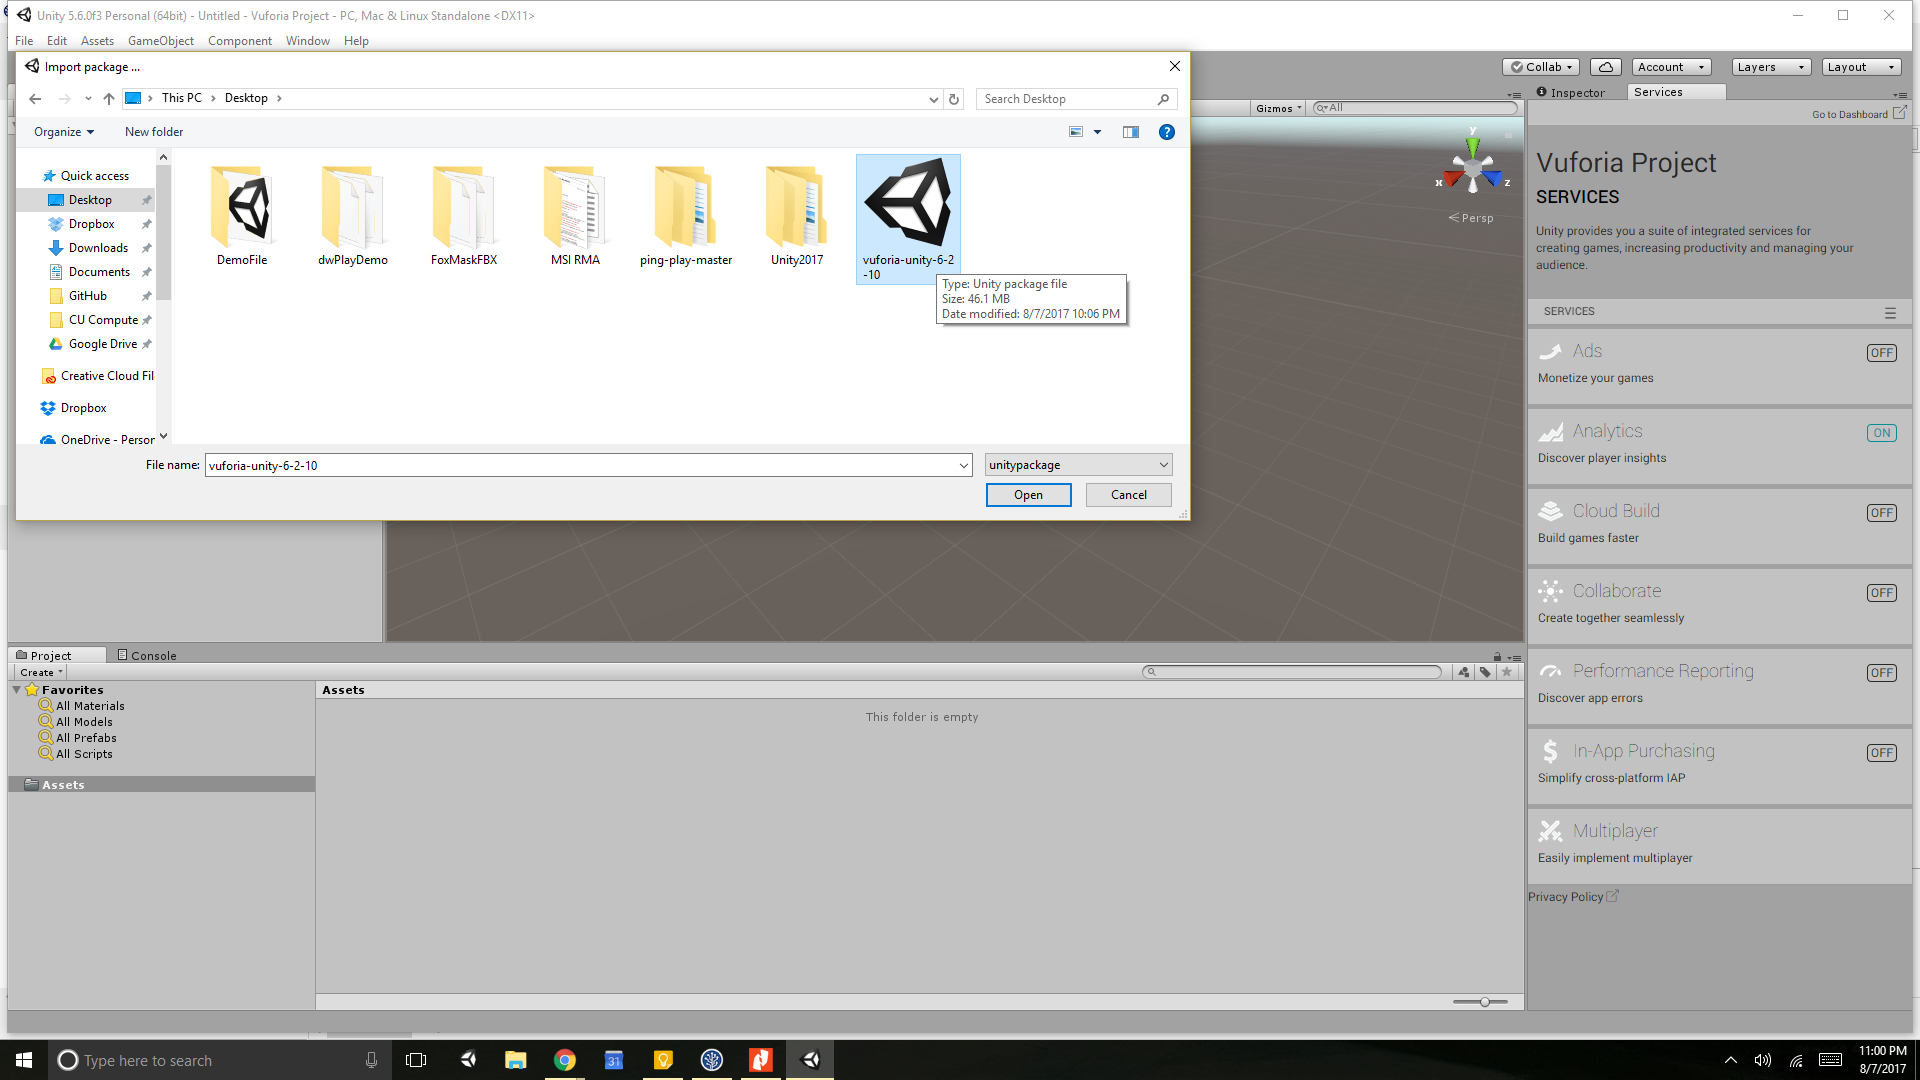 Unity 5.6.0f3 Personal (64bit) - Untitled - Vuforia Project - PC, Mac & Linux Standalone <DX11>
File Edit Assets GameObject Component Window Help
Import package ...
This PC Desktop
Search Desktop
Organize New folder
Quick access
Desktop
Dropbox
Downloads
Documents
GitHub
CU Compute
Google Drive
Creative Cloud Fil
Dropbox
OneDrive - Person
DemoFile
dwPlayDemo
FoxMaskFBX
MSI RMA
ping-play-master
Unity2017
vuforia-unity-6-2
-10
Type: Unity package file
Size: 46.1 MB
Date modified: 8/7/2017 10:06 PM
File name: vuforia-unity-6-2-10
unitypackage
Open Cancel
Collab Account Layers Layout
Gizmos All
y
x z
Persp
Inspector Services
Go to Dashboard
Vuforia Project
SERVICES
Unity provides you a suite of integrated services for
creating games, increasing productivity and managing your
audience.
SERVICES
Ads OFF
Monetize your games
Analytics ON
Discover player insights
Cloud Build OFF
Build games faster
Collaborate OFF
Create together seamlessly
Performance Reporting OFF
Discover app errors
In-App Purchasing OFF
Simplify cross-platform IAP
Multiplayer
Easily implement multiplayer
Privacy Policy
Project Console
Create
Favorites
All Materials
All Models
All Prefabs
All Scripts
Assets
Assets
This folder is empty
Type here to search
31
11:00 PM
8/7/2017